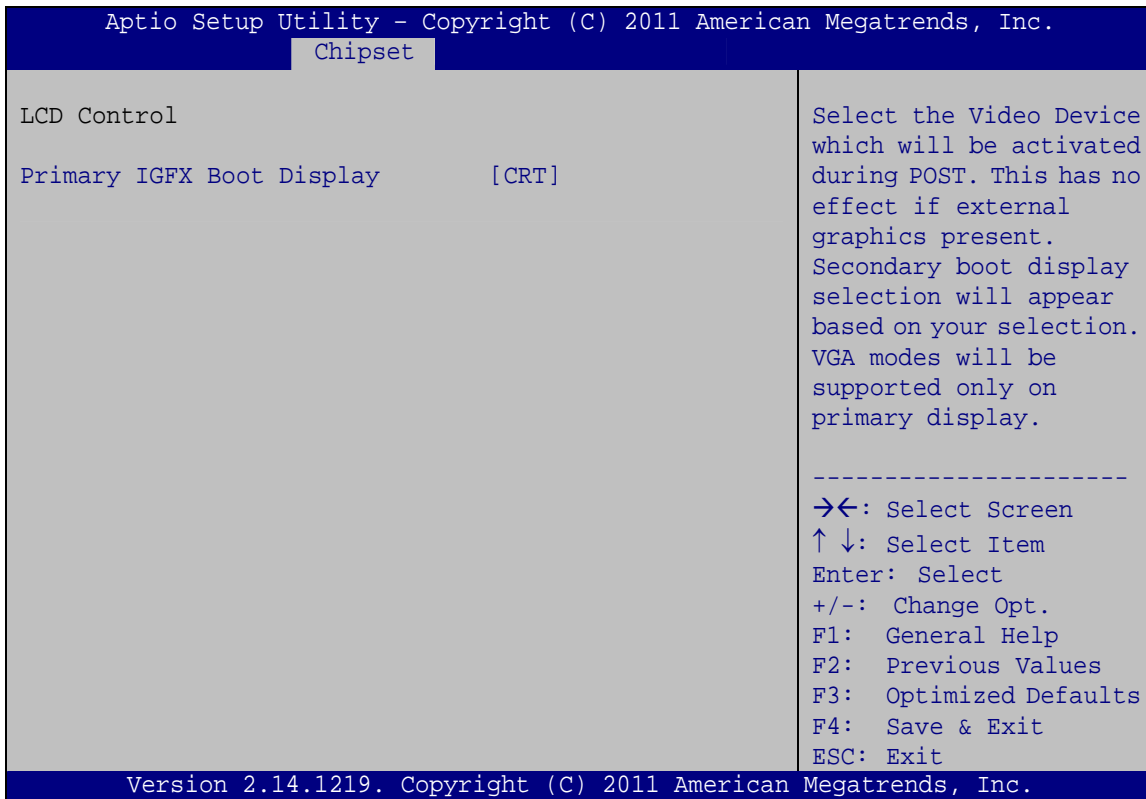 Aptio Setup Utility – Copyright (C) 2011 American Megatrends, Inc.
Chipset
LCD Control
Primary IGFX Boot Display [CRT]
Select the Video Device
which will be activated
during POST. This has no
effect if external
graphics present.
Secondary boot display
selection will appear
based on your selection.
VGA modes will be
supported only on
primary display.
----------------------
→←: Select Screen
↑ ↓: Select Item
Enter: Select
+/-: Change Opt.
F1: General Help
F2: Previous Values
F3: Optimized Defaults
F4: Save & Exit
ESC: Exit
Version 2.14.1219. Copyright (C) 2011 American Megatrends, Inc.